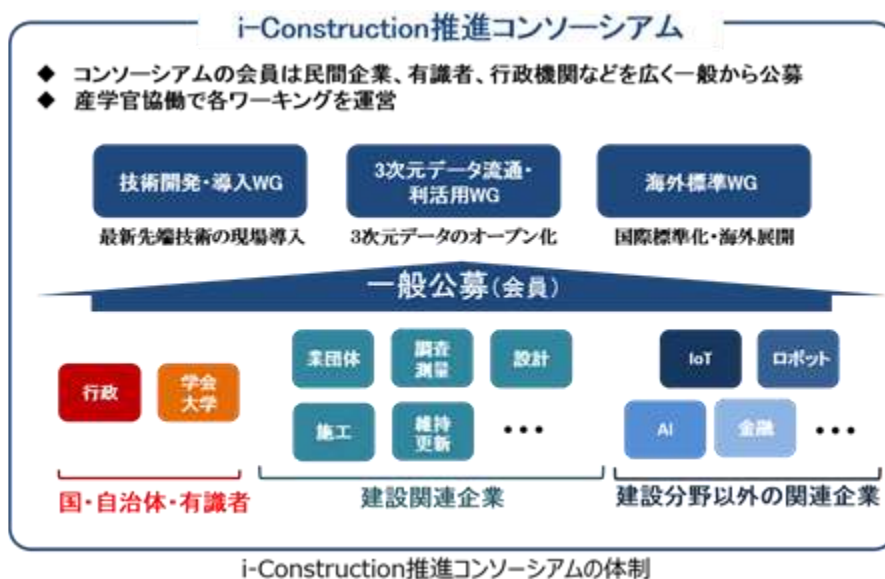 i-Construction推進コンソーシアム
◆ コンソーシアムの会員は民間企業、有識者、行政機関などを広く一般から公募
◆ 産学官協働で各ワーキングを運営
技術開発・導入WG
3次元データ流通・
利活用WG
海外標準WG
最新先端技術の現場導入
3次元データのオープン化
国際標準化・海外展開
一般公募(会員)
行政
学会
大学
業団体
調査
測量
設計
施工
維持
更新
•••
IoT
ロボット
AI
金融
•••
国・自治体・有識者
建設関連企業
建設分野以外の関連企業
i-Construction推進コンソーシアムの体制